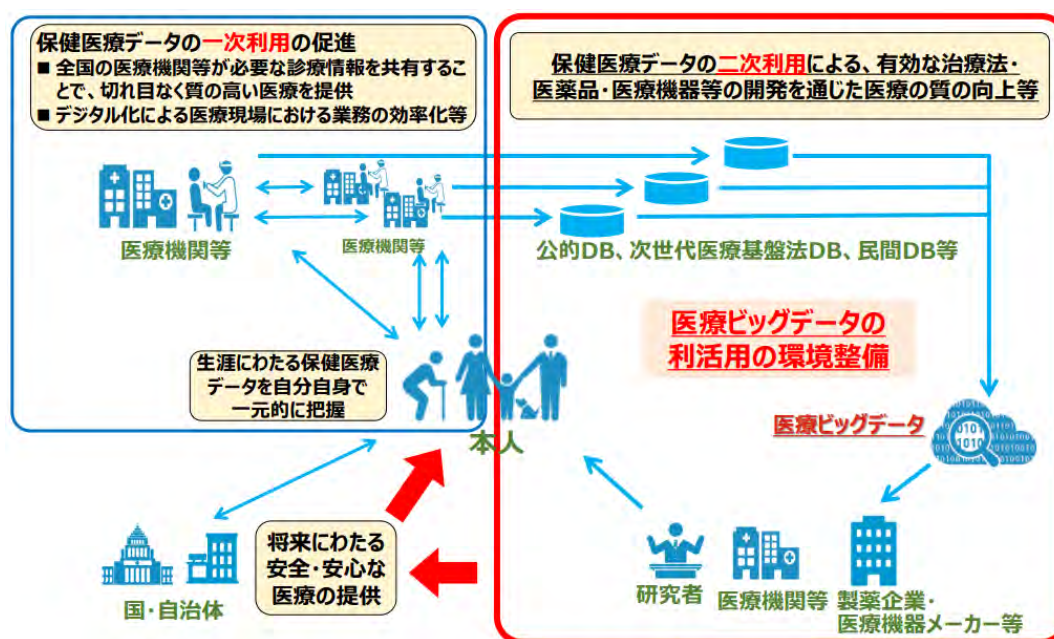 保健医療データの一次利用の促進
■ 全国の医療機関等が必要な診療情報を共有するこ
とで、切れ目なく質の高い医療を提供
■ デジタル化による医療現場における業務の効率化等
保健医療データの二次利用による、有効な治療法・
医薬品・医療機器等の開発を通じた医療の質の向上等
医療機関等
医療機関等
公的DB、次世代医療基盤法DB、民間DB等
医療ビッグデータの
利活用の環境整備
生涯にわたる保健医療
データを自分自身で
一元的に把握
本人
医療ビッグデータ
国・自治体
将来にわたる
安全・安心な
医療の提供
研究者
医療機関等
製薬企業・
医療機器メーカー等